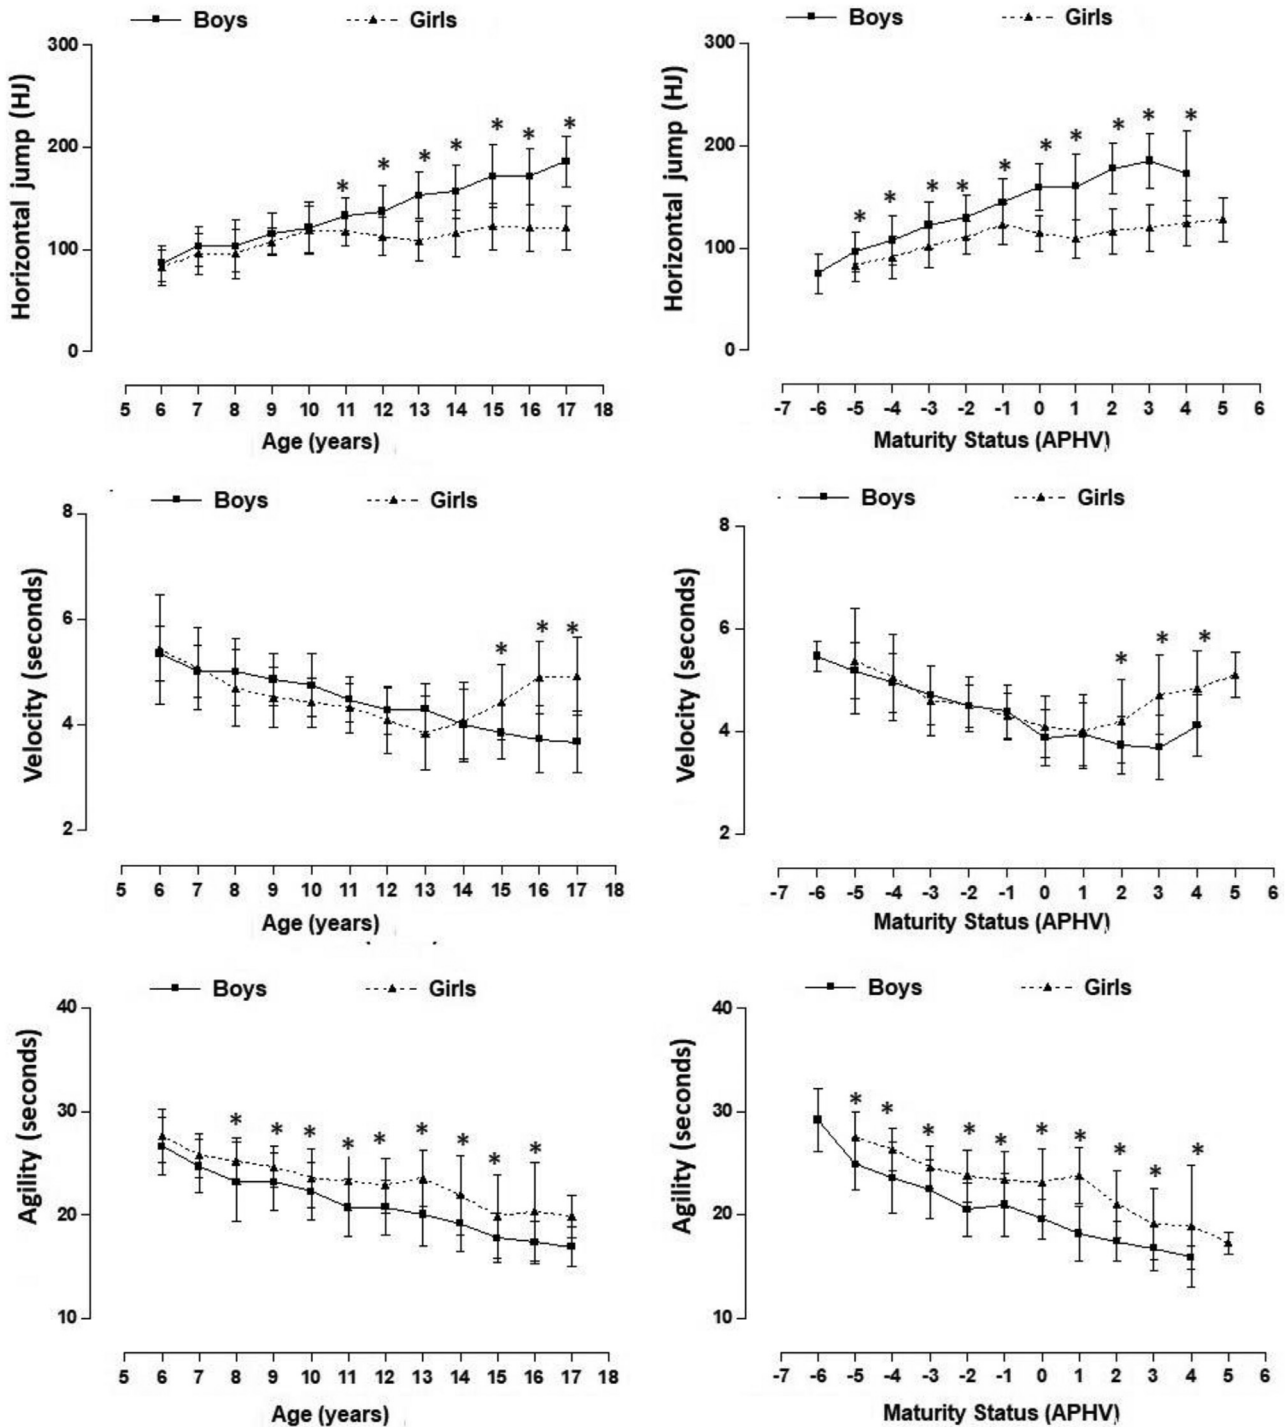 Boys Girls
Horizontal jump (HJ)
300
200
100
0
* * * * * * *
5 6 7 8 9 10 11 12 13 14 15 16 17 18
Age (years)
Boys Girls
Horizontal jump (HJ)
300
200
100
0
* * * * * * * * * *
-7 -6 -5 -4 -3 -2 -1 0 1 2 3 4 5 6
Maturity Status (APHV)
Boys Girls
Velocity (seconds)
8
6
4
2
* * *
5 6 7 8 9 10 11 12 13 14 15 16 17 18
Age (years)
Boys Girls
Velocity (seconds)
8
6
4
2
* * *
-7 -6 -5 -4 -3 -2 -1 0 1 2 3 4 5 6
Maturity Status (APHV)
Boys Girls
Agility (seconds)
40
30
20
10
* * * * * * * * *
5 6 7 8 9 10 11 12 13 14 15 16 17 18
Age (years)
Boys Girls
Agility (seconds)
40
30
20
10
* * * * * * * * * *
-7 -6 -5 -4 -3 -2 -1 0 1 2 3 4 5 6
Maturity Status (APHV)